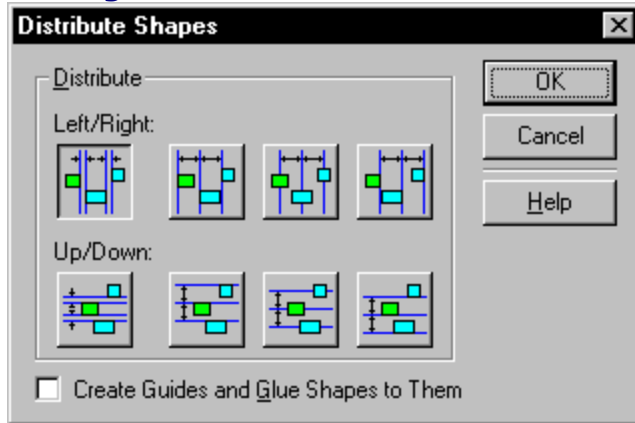 Distribute Shapes
Distribute
OK
Left/Right:
Cancel
Help
Up/Down:
Create Guides and Glue Shapes to Them